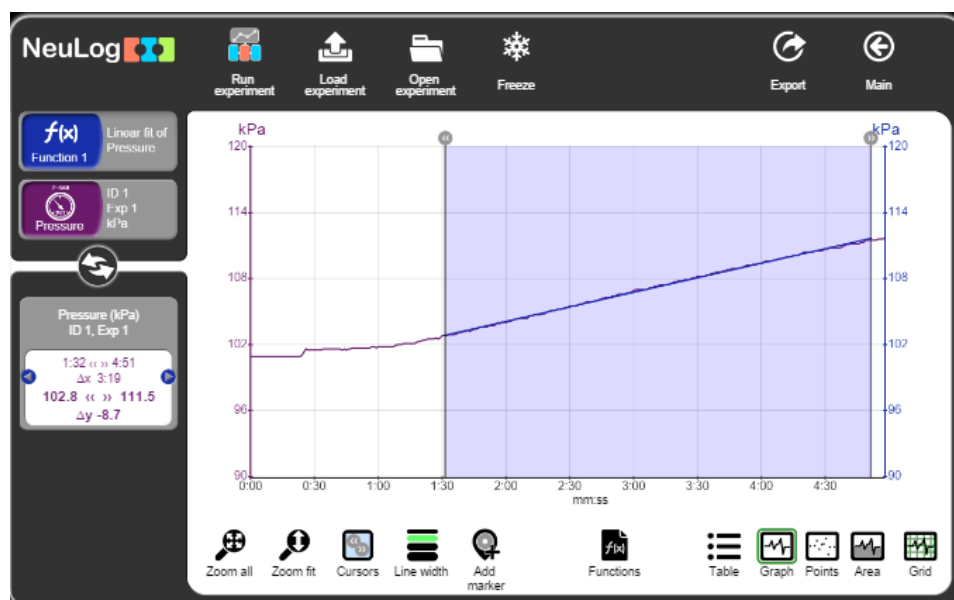 NeuLog
Run
experiment
Load
experiment
Open
experiment
Freeze
Export
Main
f(x)
Function 1
Linear fit of
Pressure
Pressure
ID 1
Exp 1
kPa
Pressure (kPa)
ID 1, Exp 1
1:32 « » 4:51
Δx 3:19
102.8 « » 111.5
Δy -8.7
kPa
120
114
108
102
96
90
kPa
120
114
108
102
96
90
0:00 0:30 1:00 1:30 2:00 2:30 3:00 3:30 4:00 4:30
mm:ss
Zoom all
Zoom fit
Cursors
Line width
Add
marker
f(x)
Functions
Table
Graph
Points
Area
Grid